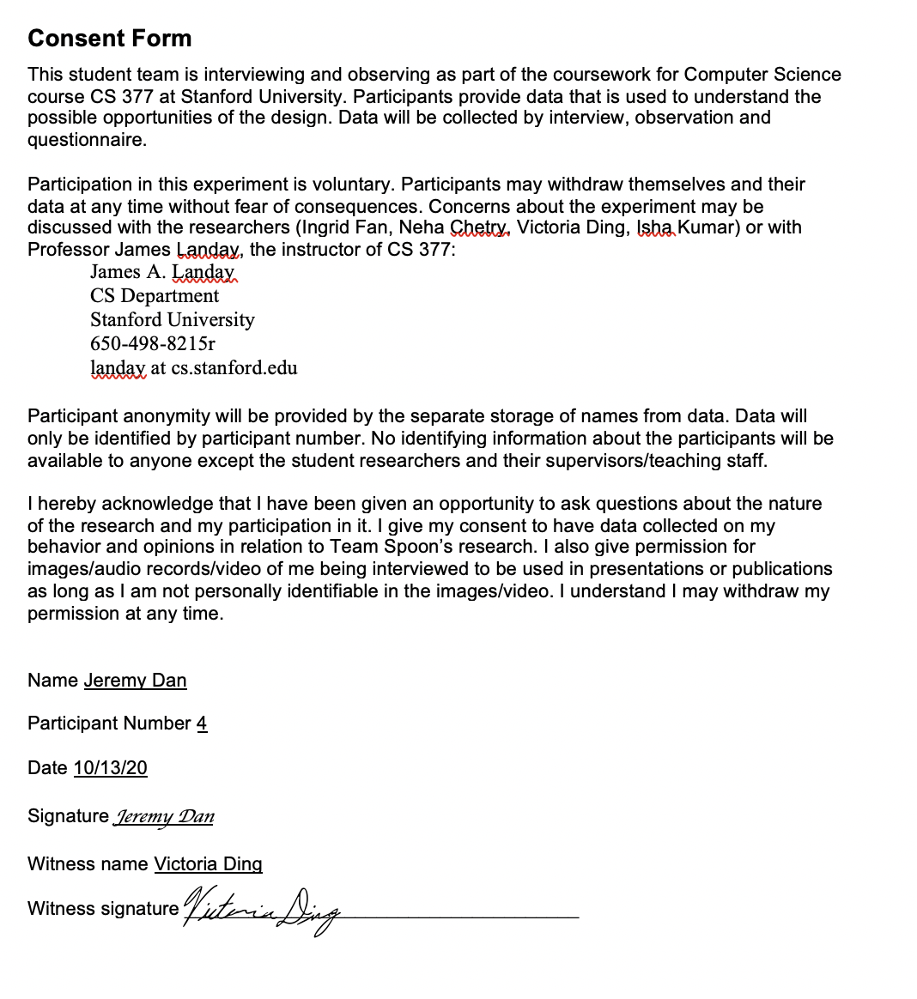 Consent Form
This student team is interviewing and observing as part of the coursework for Computer Science
course CS 377 at Stanford University. Participants provide data that is used to understand the
possible opportunities of the design. Data will be collected by interview, observation and
questionnaire.
Participation in this experiment is voluntary. Participants may withdraw themselves and their
data at any time without fear of consequences. Concerns about the experiment may be
discussed with the researchers (Ingrid Fan, Neha Chetry, Victoria Ding, Isha Kumar) or with
Professor James Landay, the instructor of CS 377:
James A. Landay
CS Department
Stanford University
650-498-8215r
landay at cs.stanford.edu
Participant anonymity will be provided by the separate storage of names from data. Data will
only be identified by participant number. No identifying information about the participants will be
available to anyone except the student researchers and their supervisors/teaching staff.
I hereby acknowledge that I have been given an opportunity to ask questions about the nature
of the research and my participation in it. I give my consent to have data collected on my
behavior and opinions in relation to Team Spoon’s research. I also give permission for
images/audio records/video of me being interviewed to be used in presentations or publications
as long as I am not personally identifiable in the images/video. I understand I may withdraw my
permission at any time.
Name Jeremy Dan
Participant Number 4
Date 10/13/20
Signature Jeremy Dan
Witness name Victoria Ding
Witness signature Victoria Ding